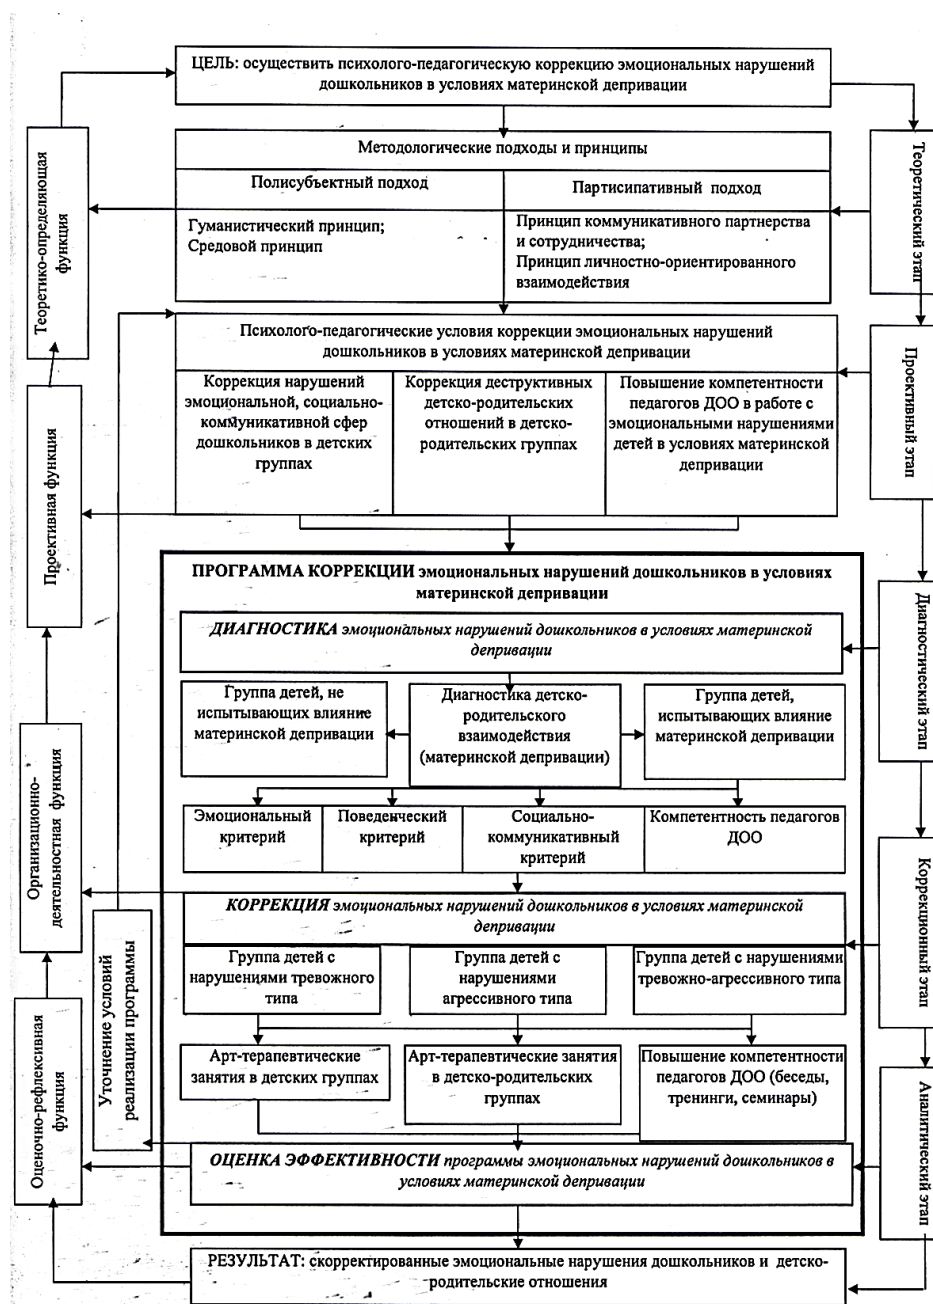 ЦЕЛЬ: осуществить психолого-педагогическую коррекцию эмоциональных нарушений
дошкольников в условиях материнской депривации
Методологические подходы и принципы
Полисубъектный подход
Партисипативный подход
Гуманистический принцип;
Средовой принцип
Принцип коммуникативного партнерства
и сотрудничества;
Принцип личностно-ориентированного
взаимодействия
Психолого-педагогические условия коррекции эмоциональных нарушений
дошкольников в условиях материнской депривации
Коррекция нарушений
эмоциональной, социально-
коммуникативной сфер
дошкольников в детских
группах
Коррекция деструктивных
детско-родительских
отношений в детско-
родительских группах
Повышение компетентности
педагогов ДОО в работе с
эмоциональными нарушениями
детей в условиях материнской
депривации
ПРОГРАММА КОРРЕКЦИИ эмоциональных нарушений дошкольников в условиях
материнской депривации
ДИАГНОСТИКА эмоциональных нарушений дошкольников в условиях материнской
депривации
Группа детей, не
испытывающих влияние
материнской депривации
Диагностика детско-
родительского
взаимодействия
(материнской депривации)
Группа детей,
испытывающих влияние
материнской депривации
Эмоциональный
критерий
Поведенческий
критерий
Социально-
коммуникативный
критерий
Компетентность педагогов
ДОО
КОРРЕКЦИЯ эмоциональных нарушений дошкольников в условиях материнской
депривации
Группа детей с
нарушениями тревожного
типа
Группа детей с
нарушениями
агрессивного типа
Группа детей с нарушениями
тревожно-агрессивного типа
Арт-терапевтические
занятия в детских группах
Арт-терапевтические занятия
в детско-родительских
группах
Повышение компетентности
педагогов ДОО (беседы,
тренинги, семинары)
ОЦЕНКА ЭФФЕКТИВНОСТИ программы эмоциональных нарушений дошкольников в
условиях материнской депривации
РЕЗУЛЬТАТ: скорректированные эмоциональные нарушения дошкольников и детско-
родительские отношения
Теоретико-определяющая
функция
Проективная функция
Организационно-
деятельностная функция
Оценочно-рефлексивная
функция
Уточнение условий
реализации программы
Теоретический этап
Проективный этап
Диагностический этап
Коррекционный этап
Аналитический этап